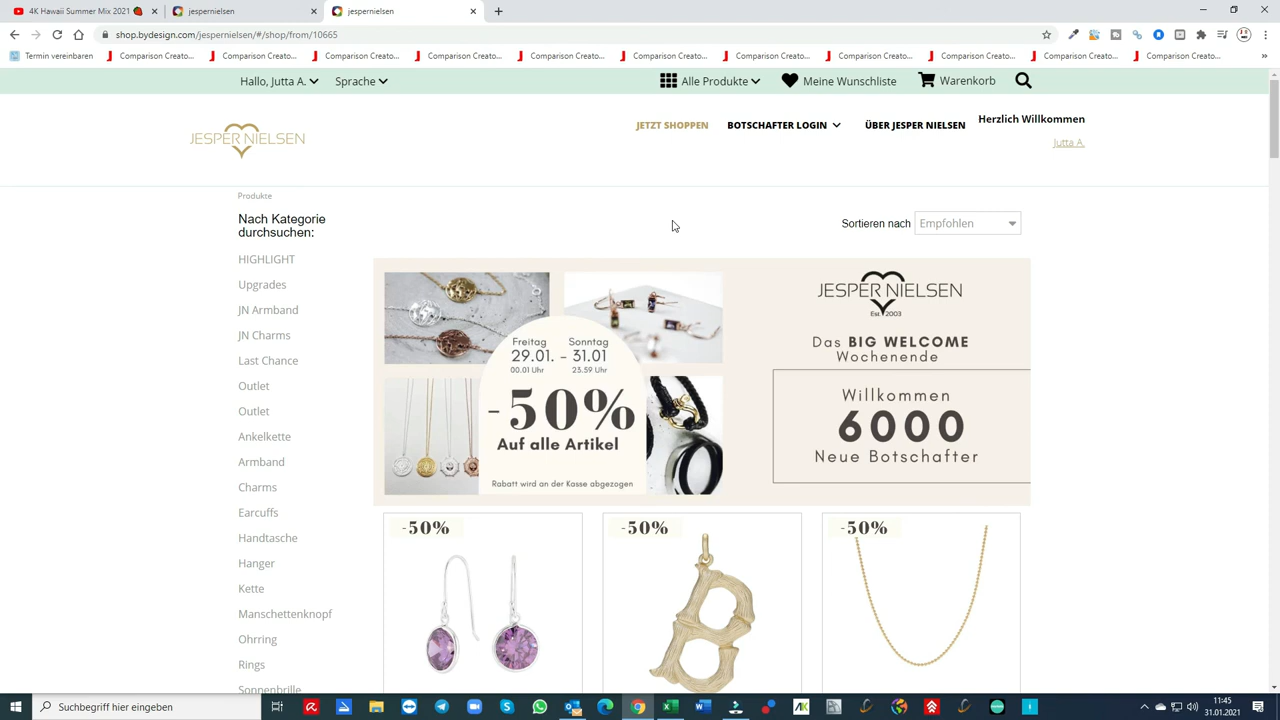 4K Hawaii Summer Mix 2021
jespernielsen
jespernielsen
shop.bydesign.com/jespernielsen/#/shop/from/10665
Termin vereinbaren
Comparison Creato...
Comparison Creato...
Comparison Creato...
Comparison Creato...
Comparison Creato...
Comparison Creato...
Comparison Creato...
Comparison Creato...
Comparison Creato...
Comparison Creato...
Comparison Creato...
»
Hallo, Jutta A.
Sprache
Alle Produkte
Meine Wunschliste
Warenkorb
JESPER NIELSEN
JETZT SHOPPEN
BOTSCHAFTER LOGIN
ÜBER JESPER NIELSEN
Herzlich Willkommen
Jutta A.
Produkte
Nach Kategorie
durchsuchen:
Sortieren nach
Empfohlen
HIGHLIGHT
Upgrades
JN Armband
JN Charms
Last Chance
Outlet
Outlet
Ankelkette
Armband
Charms
Earcuffs
Handtasche
Hanger
Kette
Manschettenknopf
Ohrring
Rings
Sonnenbrille
Freitag Sonntag
29.01. - 31.01
00.01 Uhr 23.59 Uhr
-50%
Auf alle Artikel
Rabatt wird an der Kasse abgezogen
JESPER NIELSEN
Est. 2003
Das BIG WELCOME
Wochenende
Willkommen
6000
Neue Botschafter
-50%
-50%
-50%
Suchbegriff hier eingeben
11:45
31.01.2021